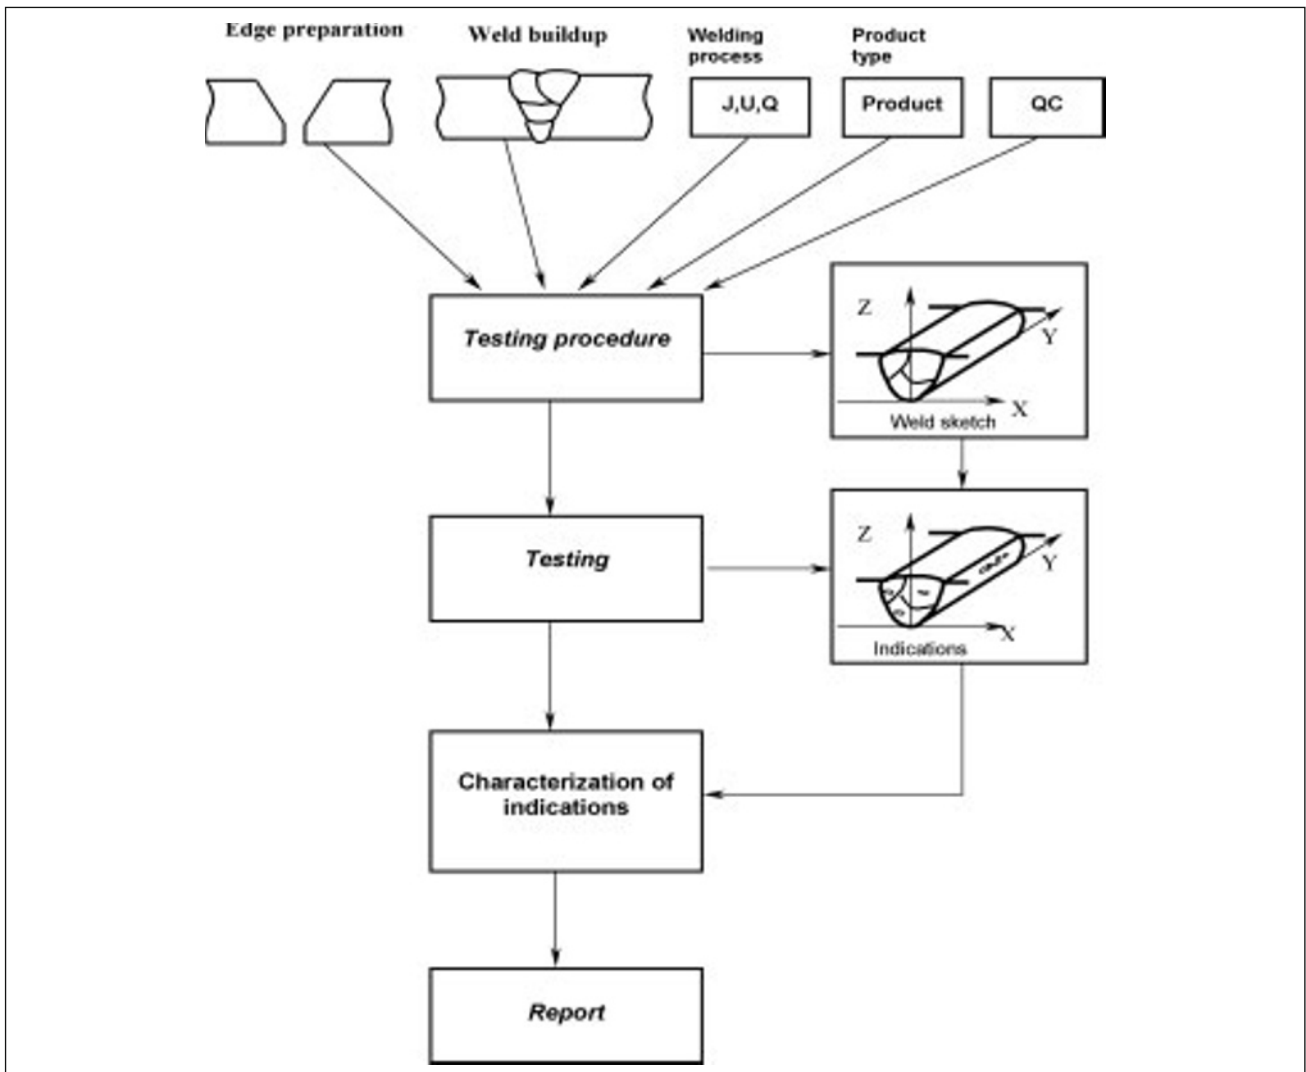 Edge preparation
Weld buildup
Welding
process
Product
type
J,U,Q
Product
QC
Testing procedure
Z
Y
X
Weld sketch
Testing
Z
Y
X
Indications
Characterization of
indications
Report